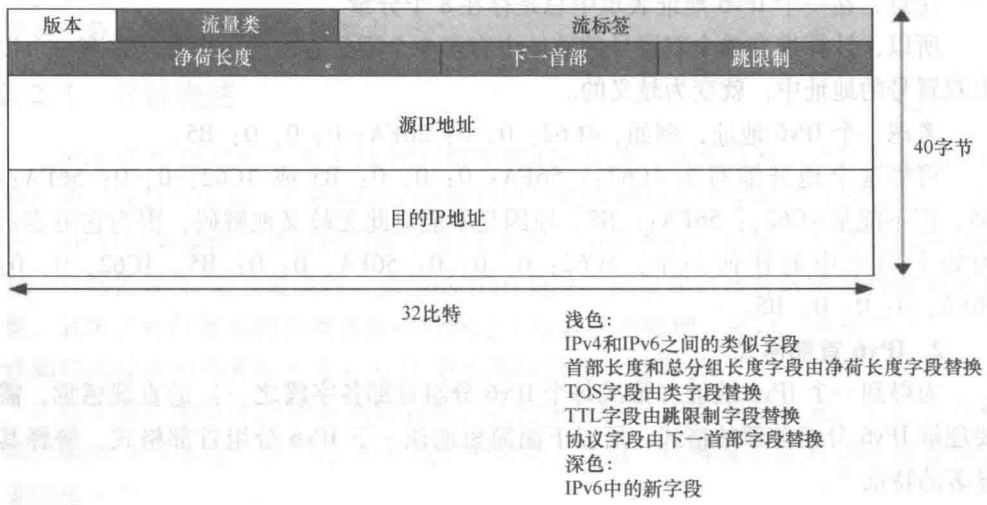 版本 流量类 流标签
净荷长度 下一首部 跳限制
源IP地址
40字节
目的IP地址
32比特
浅色：
IPv4和IPv6之间的类似字段
首部长度和总分组长度字段由净荷长度字段替换
TOS字段由类字段替换
TTL字段由跳限制字段替换
协议字段由下一首部字段替换
深色：
IPv6中的新字段